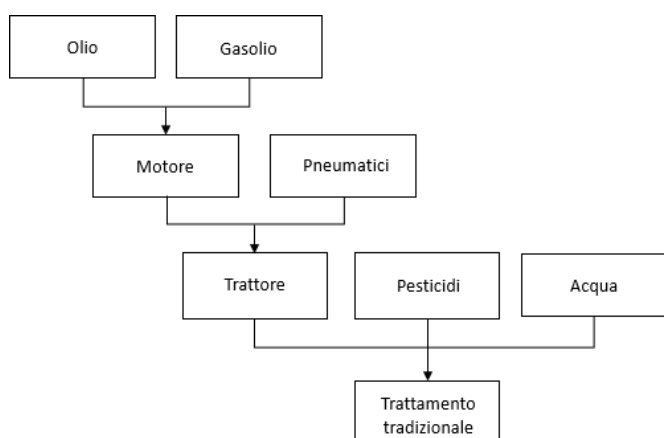 Olio
Gasolio
Motore
Pneumatici
Trattore
Pesticidi
Acqua
Trattamento
tradizionale